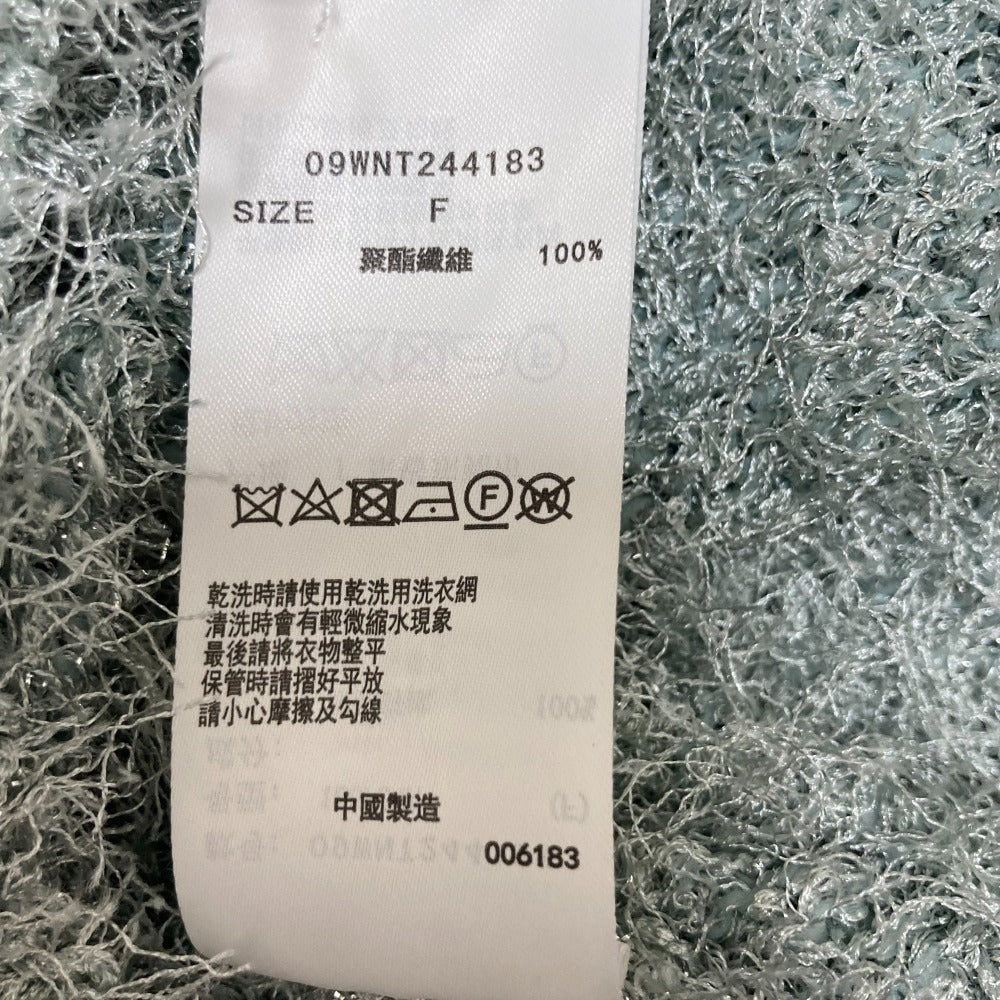 09WNT244183
SIZE F
聚酯纖維 100%
F W
乾洗時請使用乾洗用洗衣網
清洗時會有輕微縮水現象
最後請將衣物整平
保管時請摺好平放
請小心摩擦及勾線
中國製造
006183